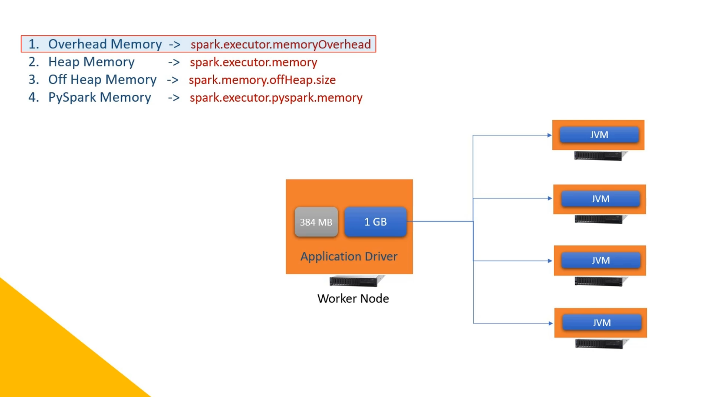 1. Overhead Memory -> spark.executor.memoryOverhead
2. Heap Memory -> spark.executor.memory
3. Off Heap Memory -> spark.memory.offHeap.size
4. PySpark Memory -> spark.executor.pyspark.memory
JVM
JVM
384 MB 1 GB
Application Driver
JVM
Worker Node
JVM